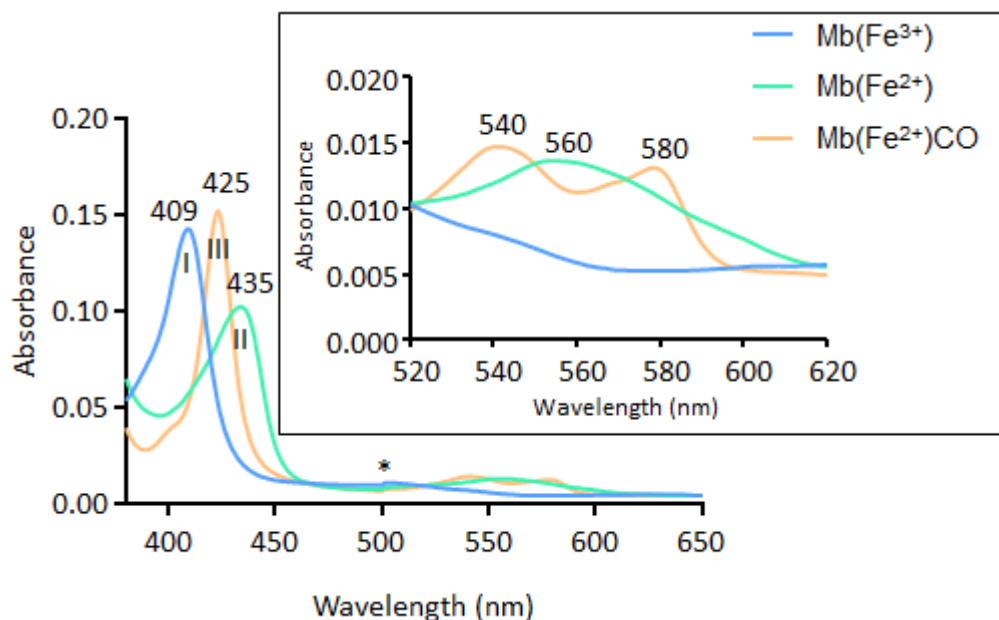 Mb(Fe³⁺)
Mb(Fe²⁺)
Mb(Fe²⁺)CO
0.020
0.015
0.010
0.005
0.000
Absorbance
540
560
580
520 540 560 580 600 620
Wavelength (nm)
0.20
0.15
0.10
0.05
0.00
Absorbance
409
425
435
I
III
II
*
400 450 500 550 600 650
Wavelength (nm)